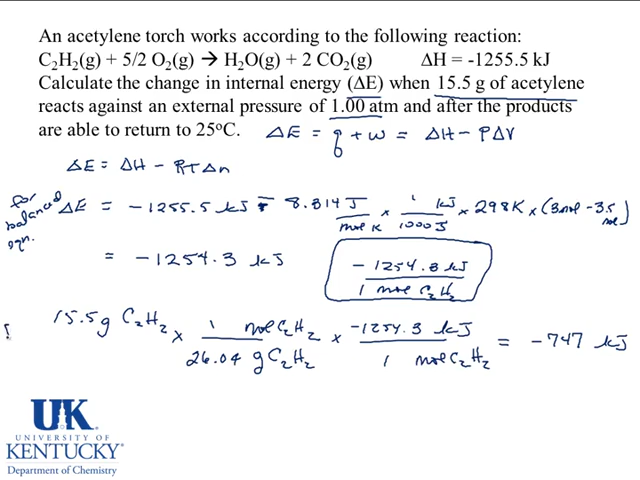 An acetylene torch works according to the following reaction:
C₂H₂(g) + 5/2 O₂(g) → H₂O(g) + 2 CO₂(g) ΔH = -1255.5 kJ
Calculate the change in internal energy (ΔE) when 15.5 g of acetylene
reacts against an external pressure of 1.00 atm and after the products
are able to return to 25°C. ΔE = q + w = ΔH - PΔV
ΔE = ΔH - RTΔn
for balanced eqn. ΔE = -1255.5 kJ - 8.314 J / mol K × 1 kJ / 1000 J × 298 K × (3 mol - 3.5 mol)
= -1254.3 kJ -1254.3 kJ / 1 mol C₂H₂
15.5 g C₂H₂ × 1 mol C₂H₂ / 26.04 g C₂H₂ × -1254.3 kJ / 1 mol C₂H₂ = -747 kJ
UK
UNIVERSITY OF
KENTUCKY
Department of Chemistry